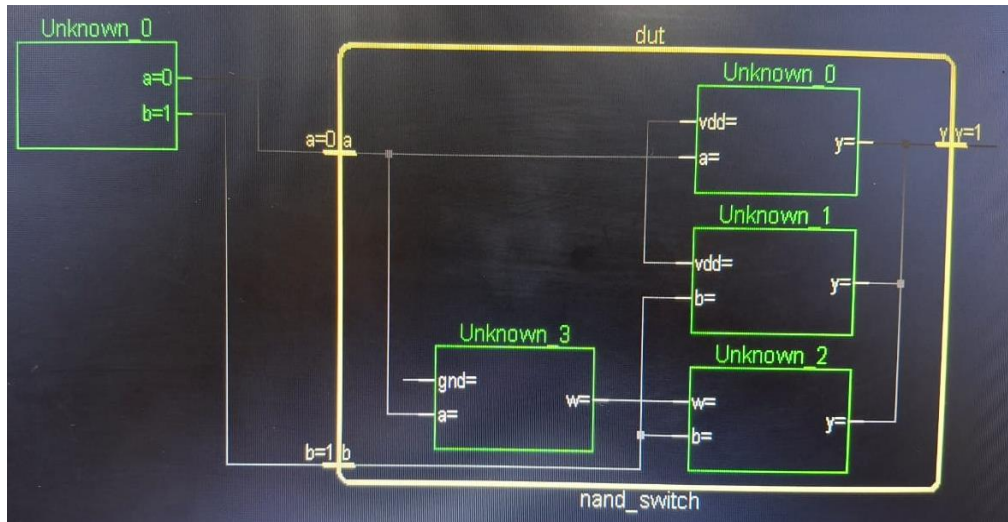 Unknown_0
a=0
b=1
dut
a=0 a
Unknown_0
vdd=
a=
y=
y y=1
Unknown_1
vdd=
b=
y=
Unknown_3
gnd=
a=
w=
Unknown_2
w=
b=
y=
b=1 b
nand_switch